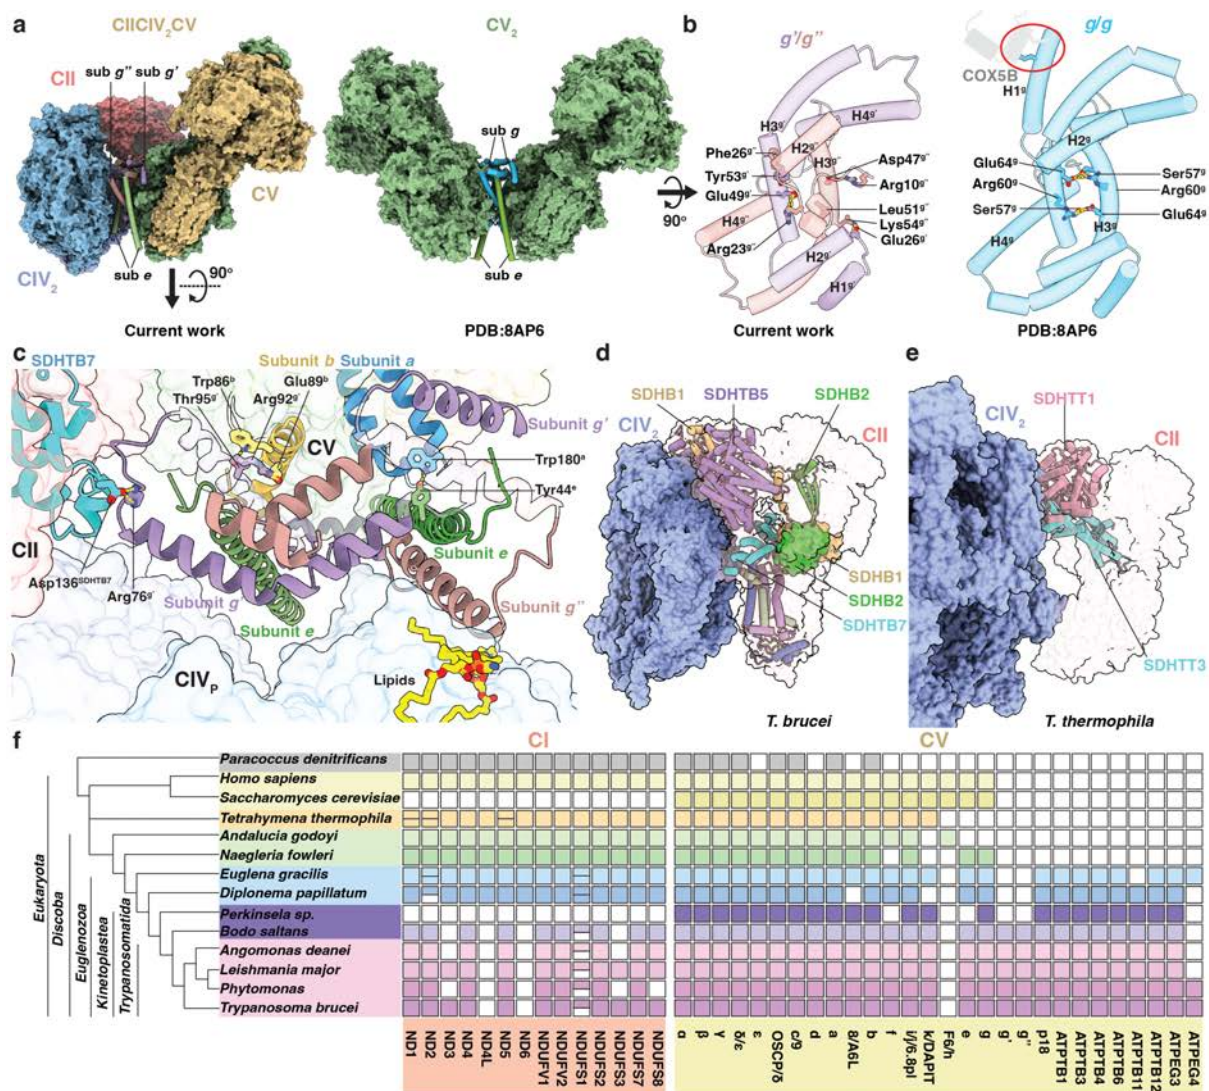 a
CIICIV₂CV
CV₂
sub g'' sub g'
CII
CV
CIV₂
sub e
90°
Current work
sub g
sub e
PDB:8AP6
90°
b
g'/g''
g/g
COX5B
H1g
H4g'
H3g'
H2g''
H3g''
Phe26g''
Tyr53g'
Glu49g'
Asp47g''
Arg10g''
Leu51g''
Lys54g''
Glu26g'
H4g''
Arg23g''
H2g'
H1g'
Current work
H2g
Glu64g
Arg60g
Ser57g
Ser57g
Arg60g
Glu64g
H4g
H3g
PDB:8AP6
c
SDHTB7
Subunit b
Subunit a
Trp86b
Glu89b
Thr95g'
Arg92g'
Subunit g'
CV
Trp180a
Tyr44e
CII
Subunit e
Asp136SDHTB7
Arg76g'
Subunit g'
Subunit g''
Subunit e
CIVP
Lipids
d
SDHB1
SDHTB5
SDHB2
CIV₂
CII
SDHB1
SDHB2
SDHTB7
T. brucei
e
CIV₂
SDHTT1
CII
SDHTT3
T. thermophila
f
CI
CV
Paracoccus denitrificans
Homo sapiens
Saccharomyces cerevisiae
Tetrahymena thermophila
Andalucia godoyi
Naegleria fowleri
Euglena gracilis
Diplonema papillatum
Perkinsela sp.
Bodo saltans
Angomonas deanei
Leishmania major
Phytomonas
Trypanosoma brucei
Eukaryota
Discoba
Euglenozoa
Kinetoplastea
Trypanosomatida
ND1
ND2
ND3
ND4
ND4L
ND5
ND6
NDUFV1
NDUFV2
NDUFS1
NDUFS2
NDUFS3
NDUFS7
NDUFS8
α
β
γ
δ/ε
ε
OSCP/δ
c/9
d
a
8/A6L
b
f
i/j/6.8pl
k/DAPIT
F6/h
e
g
g'
g''
p18
ATPTB1
ATPTB3
ATPTB4
ATPTB6
ATPTB11
ATPTB12
ATPEG3
ATPEG4